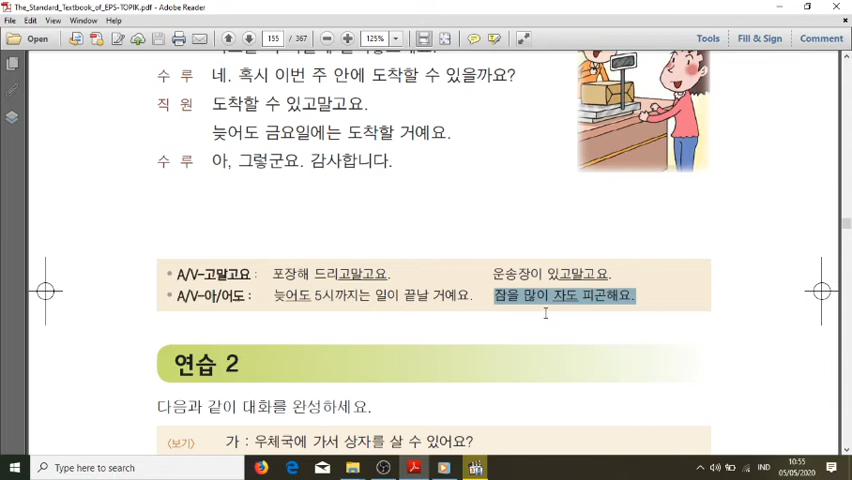 The_Standard_Textbook_of_EPS-TOPIK.pdf - Adobe Reader
File Edit View Window Help
Open 155 / 367 125% Tools Fill & Sign Comment
수 루 네. 혹시 이번 주 안에 도착할 수 있을까요?
직 원 도착할 수 있고말고요.
늦어도 금요일에는 도착할 거예요.
수 루 아, 그렇군요. 감사합니다.
• A/V-고말고요 : 포장해 드리고말고요. 운송장이 있고말고요.
• A/V-아/어도 : 늦어도 5시까지는 일이 끝날 거예요. 잠을 많이 자도 피곤해요.
연습 2
다음과 같이 대화를 완성하세요.
〈보기〉 가 : 우체국에 가서 상자를 살 수 있어요?
Type here to search
IND
10:55
05/05/2020